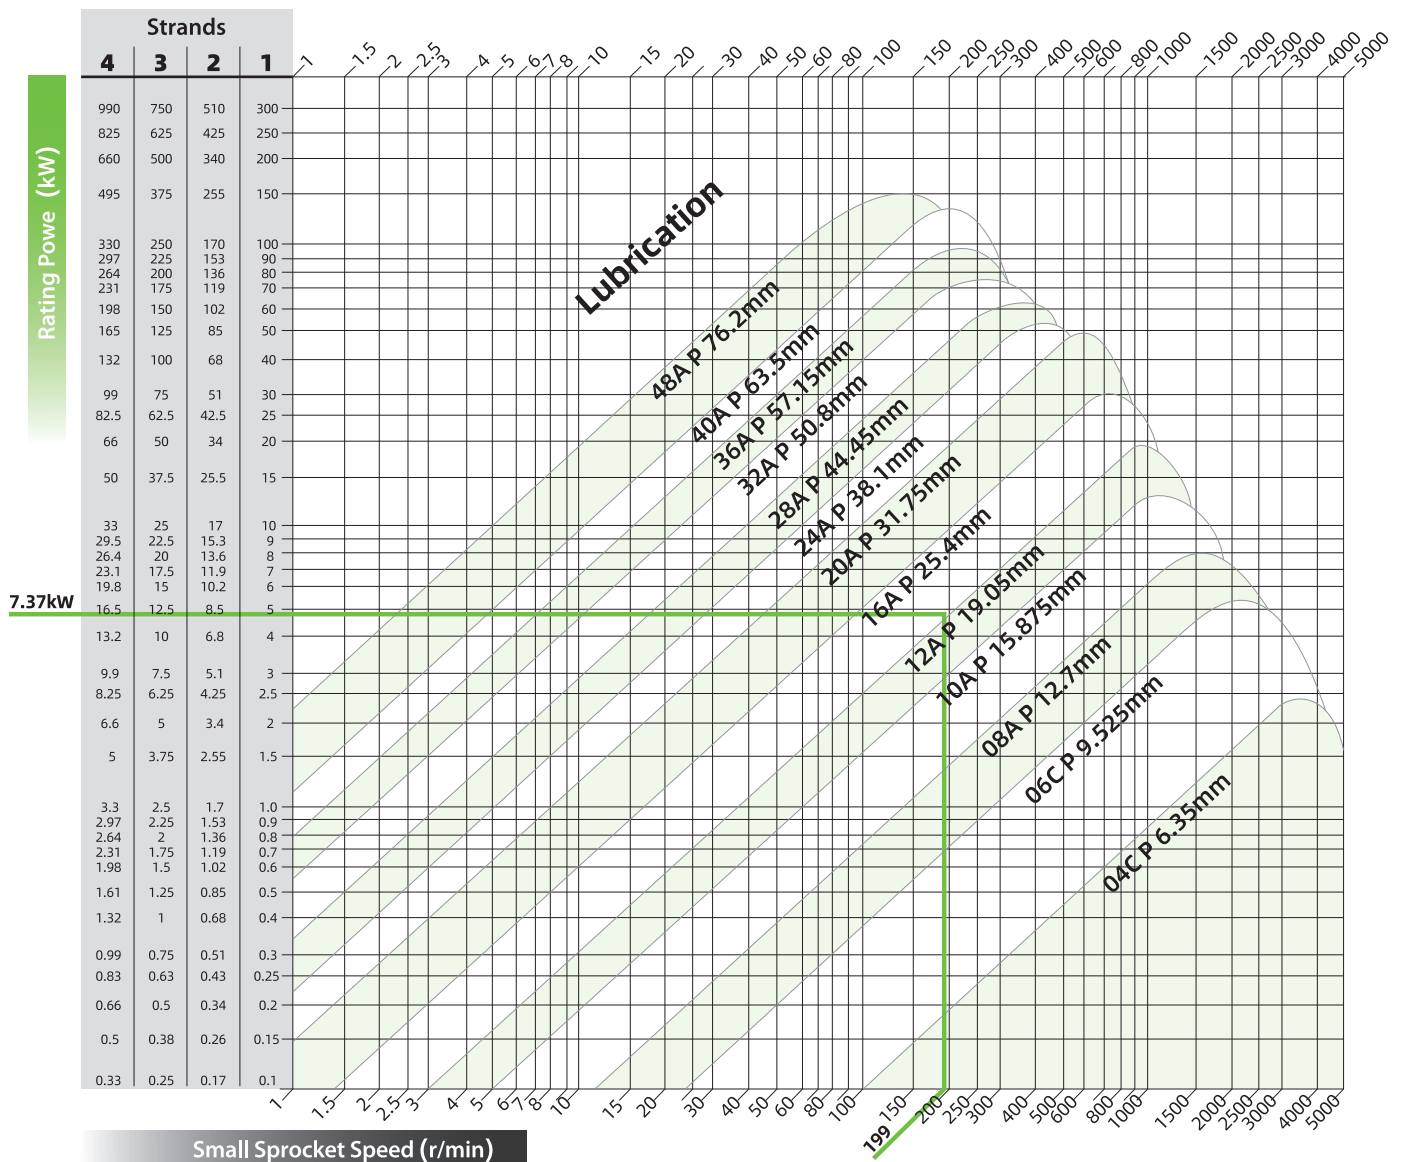 Strands
4 3 2 1
1 1.5 2 2.5 3 4 5 6 7 8 10 15 20 30 40 50 60 80 100 150 200 250 300 400 500 600 800 1000 1500 2000 2500 3000 4000 5000
Rating Powe (kW)
990 750 510 300
825 625 425 250
660 500 340 200
495 375 255 150
330 250 170 100
297 225 153 90
264 200 136 80
231 175 119 70
198 150 102 60
165 125 85 50
132 100 68 40
99 75 51 30
82.5 62.5 42.5 25
66 50 34 20
50 37.5 25.5 15
33 25 17 10
29.5 22.5 15.3 9
26.4 20 13.6 8
23.1 17.5 11.9 7
19.8 15 10.2 6
7.37kW
16.5 12.5 8.5 5
13.2 10 6.8 4
9.9 7.5 5.1 3
8.25 6.25 4.25 2.5
6.6 5 3.4 2
5 3.75 2.55 1.5
3.3 2.5 1.7 1.0
2.97 2.25 1.53 0.9
2.64 2 1.36 0.8
2.31 1.75 1.19 0.7
1.98 1.5 1.02 0.6
1.61 1.25 0.85 0.5
1.32 1 0.68 0.4
0.99 0.75 0.51 0.3
0.83 0.63 0.43 0.25
0.66 0.5 0.34 0.2
0.5 0.38 0.26 0.15
0.33 0.25 0.17 0.1
Lubrication
48A P 76.2mm
40A P 63.5mm
36A P 57.15mm
32A P 50.8mm
28A P 44.45mm
24A P 38.1mm
20A P 31.75mm
16A P 25.4mm
12A P 19.05mm
10A P 15.875mm
08A P 12.7mm
06C P 9.525mm
04C P 6.35mm
1 1.5 2 2.5 3 4 5 6 7 8 10 15 20 30 40 50 60 80 100 150 200 250 300 400 500 600 800 1000 1500 2000 2500 3000 4000 5000
199
Small Sprocket Speed (r/min)